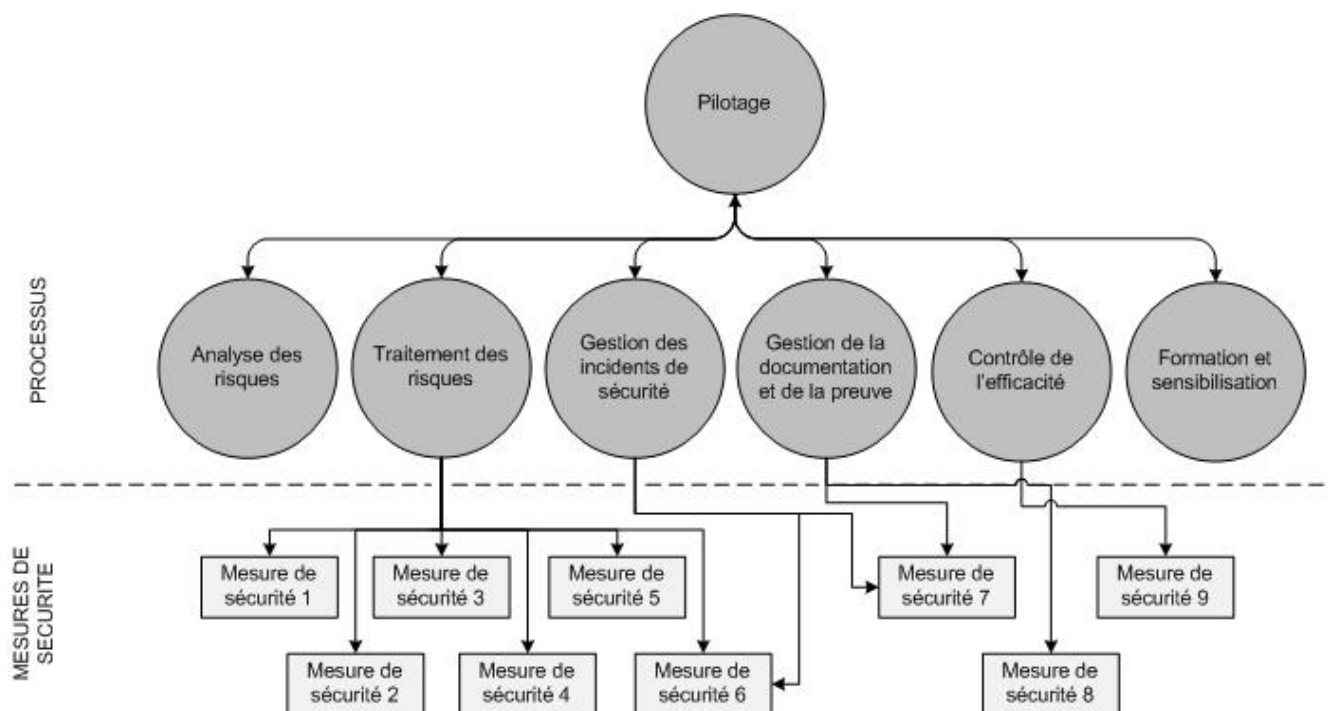 Pilotage
PROCESSUS
Analyse des
risques
Traitement des
risques
Gestion des
incidents de
sécurité
Gestion de la
documentation
et de la preuve
Contrôle de
l'efficacité
Formation et
sensibilisation
MESURES DE
SECURITE
Mesure de
sécurité 1
Mesure de
sécurité 3
Mesure de
sécurité 5
Mesure de
sécurité 7
Mesure de
sécurité 9
Mesure de
sécurité 2
Mesure de
sécurité 4
Mesure de
sécurité 6
Mesure de
sécurité 8